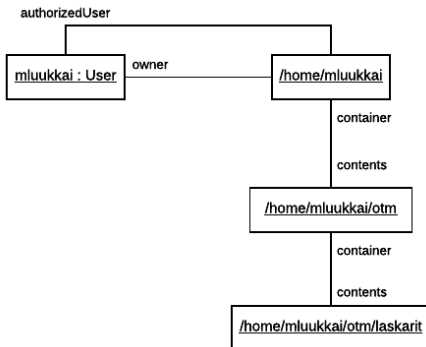 authorizedUser
mluukkai : User
owner
/home/mluukkai
container
contents
/home/mluukkai/otm
container
contents
/home/mluukkai/otm/laskarit